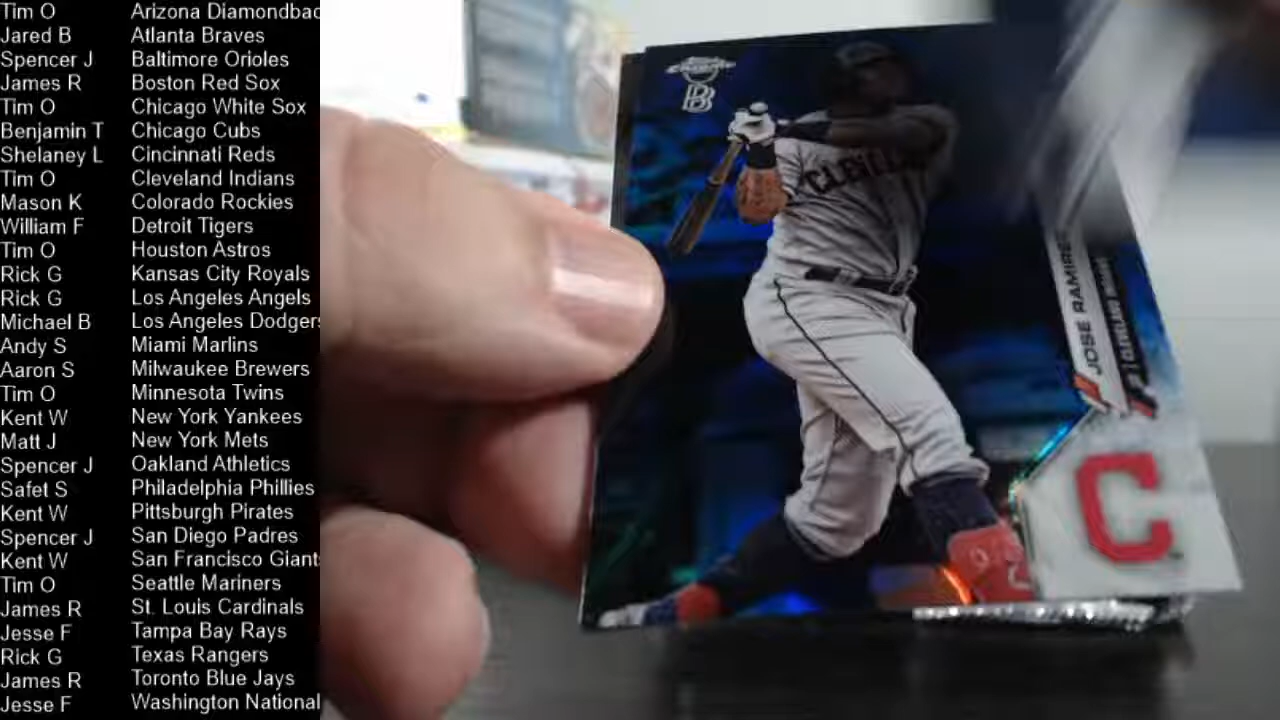 Tim O Arizona Diamondbac
Jared B Atlanta Braves
Spencer J Baltimore Orioles
James R Boston Red Sox
Tim O Chicago White Sox
Benjamin T Chicago Cubs
Shelaney L Cincinnati Reds
Tim O Cleveland Indians
Mason K Colorado Rockies
William F Detroit Tigers
Tim O Houston Astros
Rick G Kansas City Royals
Rick G Los Angeles Angels
Michael B Los Angeles Dodgers
Andy S Miami Marlins
Aaron S Milwaukee Brewers
Tim O Minnesota Twins
Kent W New York Yankees
Matt J New York Mets
Spencer J Oakland Athletics
Safet S Philadelphia Phillies
Kent W Pittsburgh Pirates
Spencer J San Diego Padres
Kent W San Francisco Giants
Tim O Seattle Mariners
James R St. Louis Cardinals
Jesse F Tampa Bay Rays
Rick G Texas Rangers
James R Toronto Blue Jays
Jesse F Washington National
B
JOSE RAMIRE
C